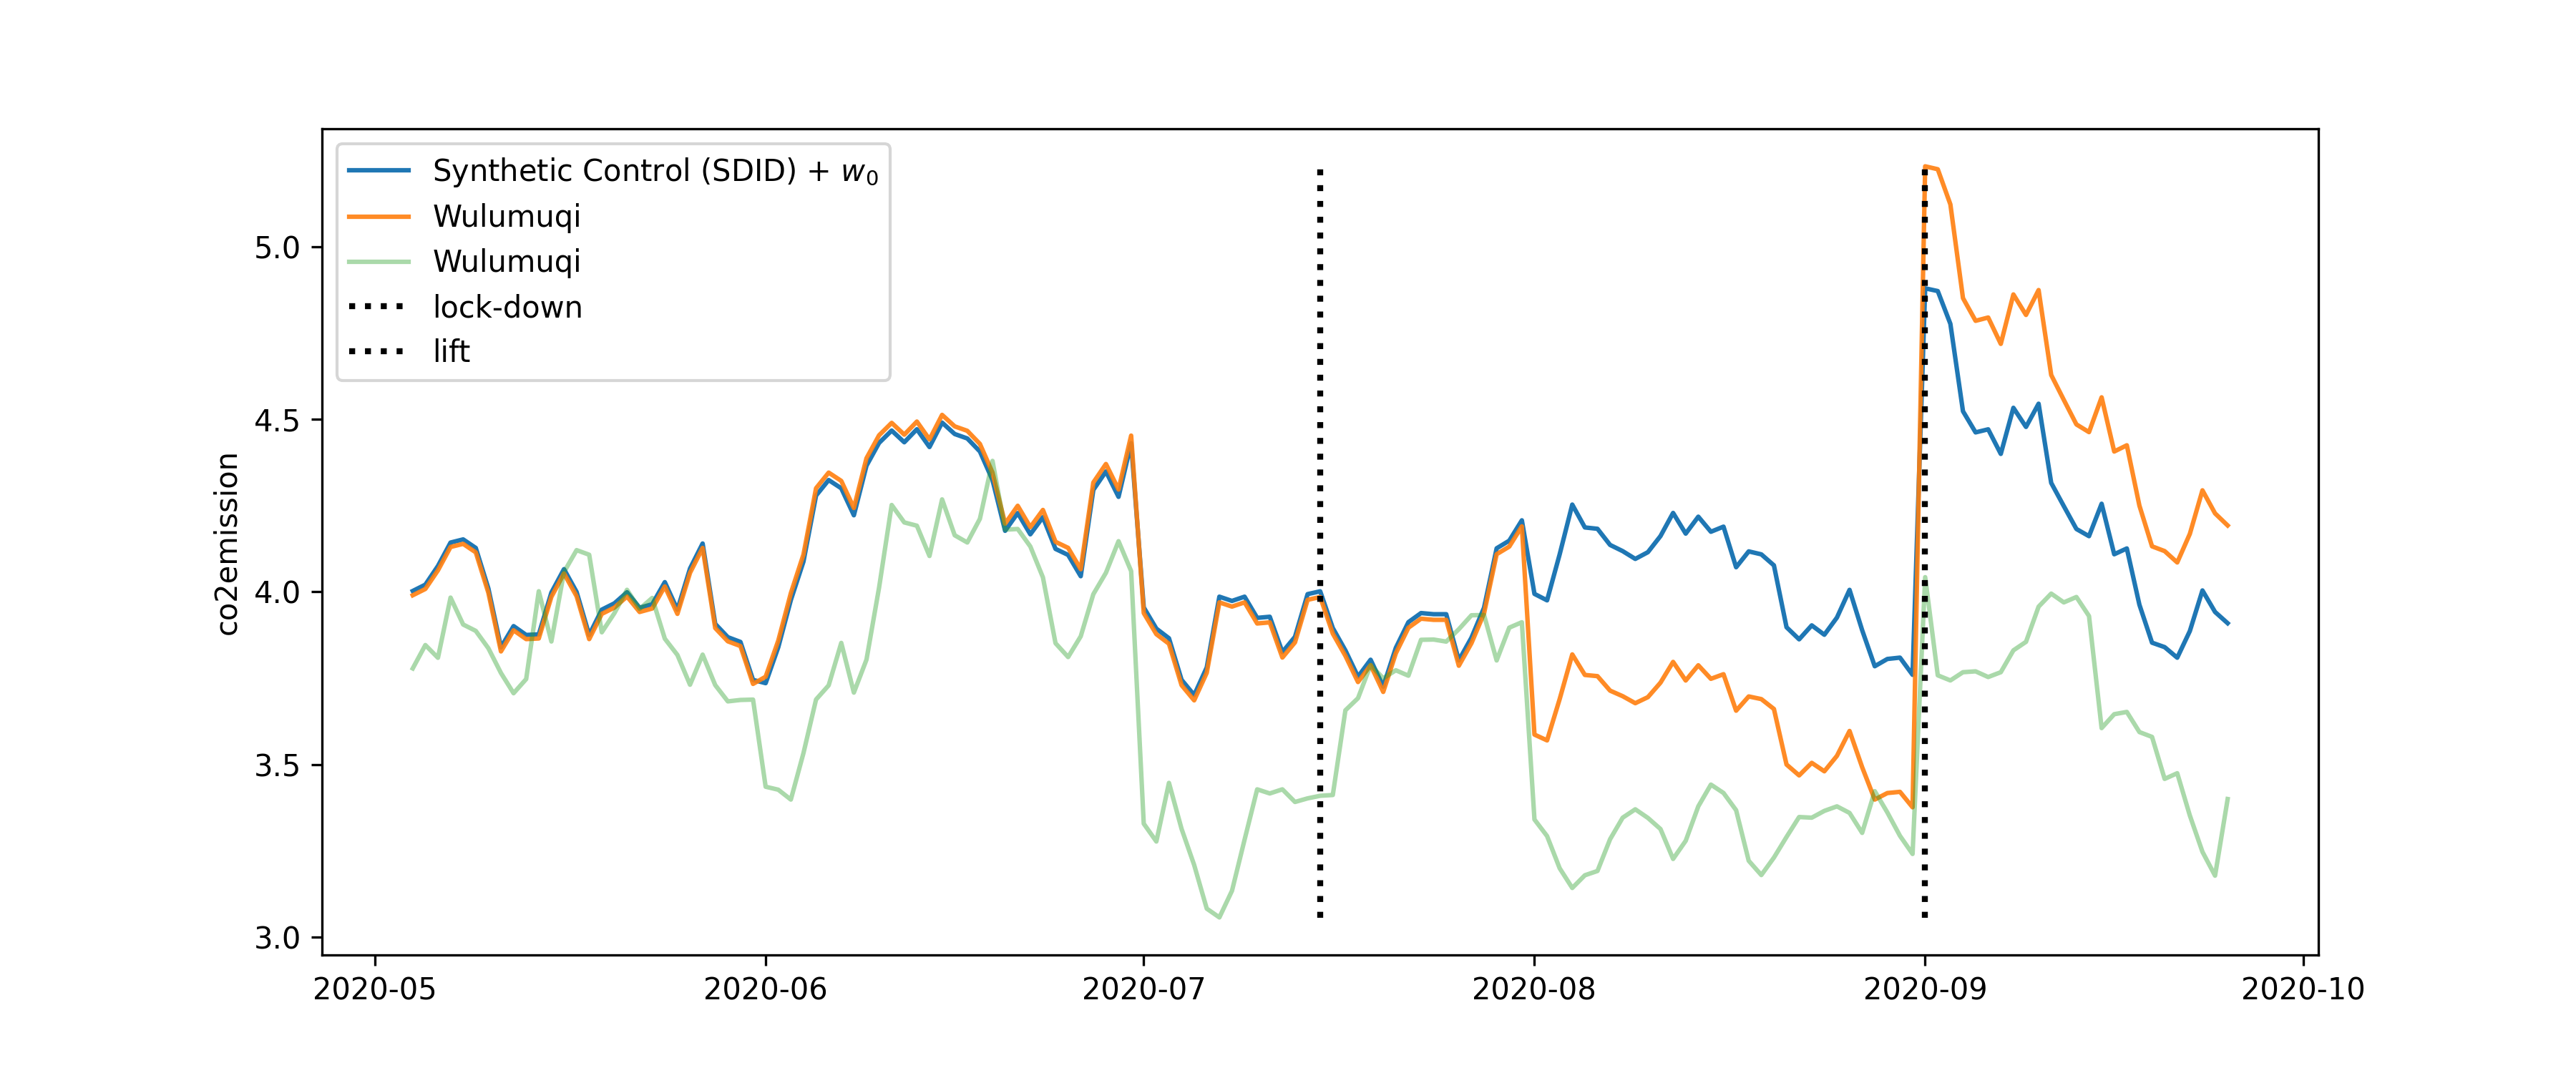 Synthetic Control (SDID) + w₀
Wulumuqi
Wulumuqi
lock-down
lift
co2emission
5.0
4.5
4.0
3.5
3.0
2020-05 2020-06 2020-07 2020-08 2020-09 2020-10